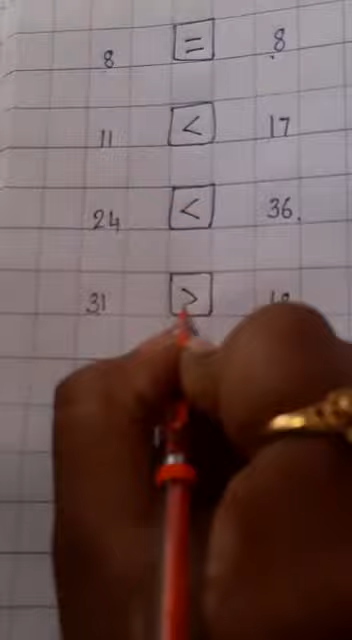 8 = 8
11 < 17
24 < 36
31 >